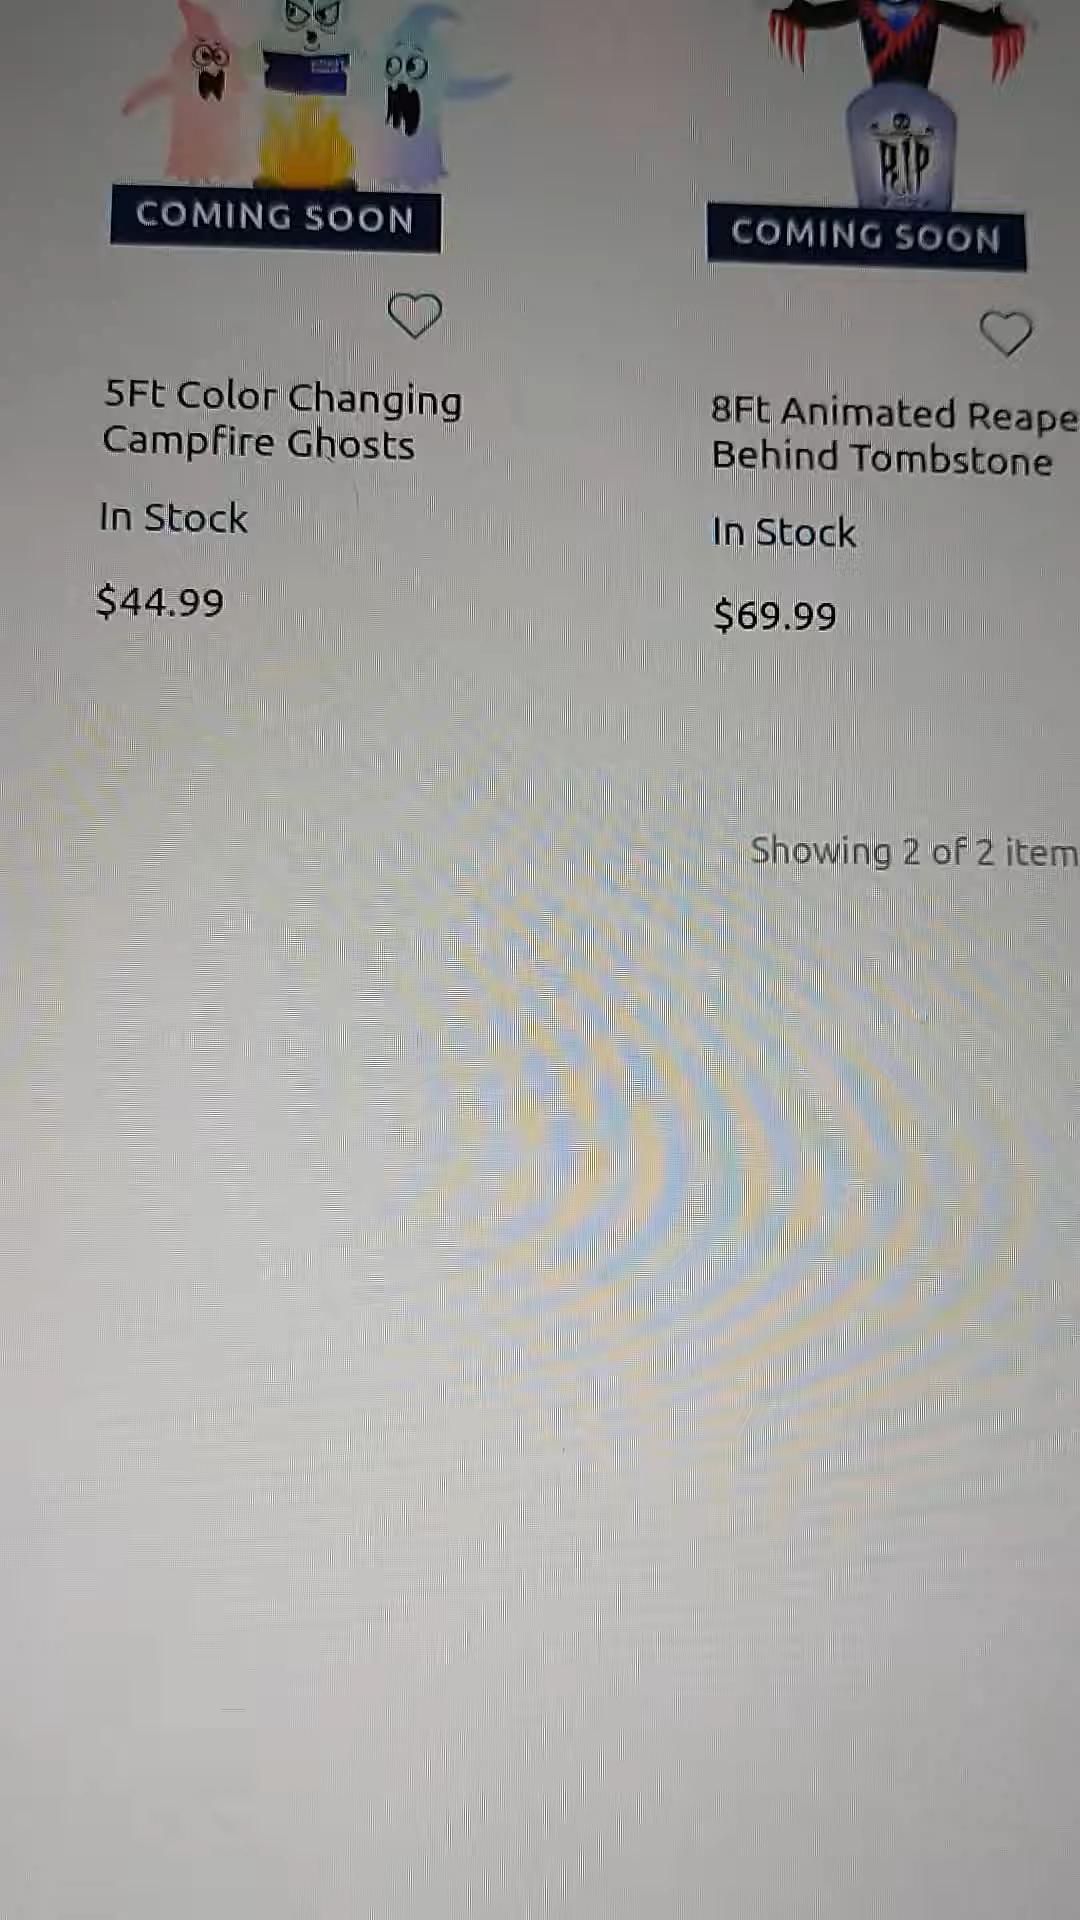 COMING SOON
5Ft Color Changing
Campfire Ghosts
In Stock
$44.99
RIP
COMING SOON
8Ft Animated Reape
Behind Tombstone
In Stock
$69.99
Showing 2 of 2 item